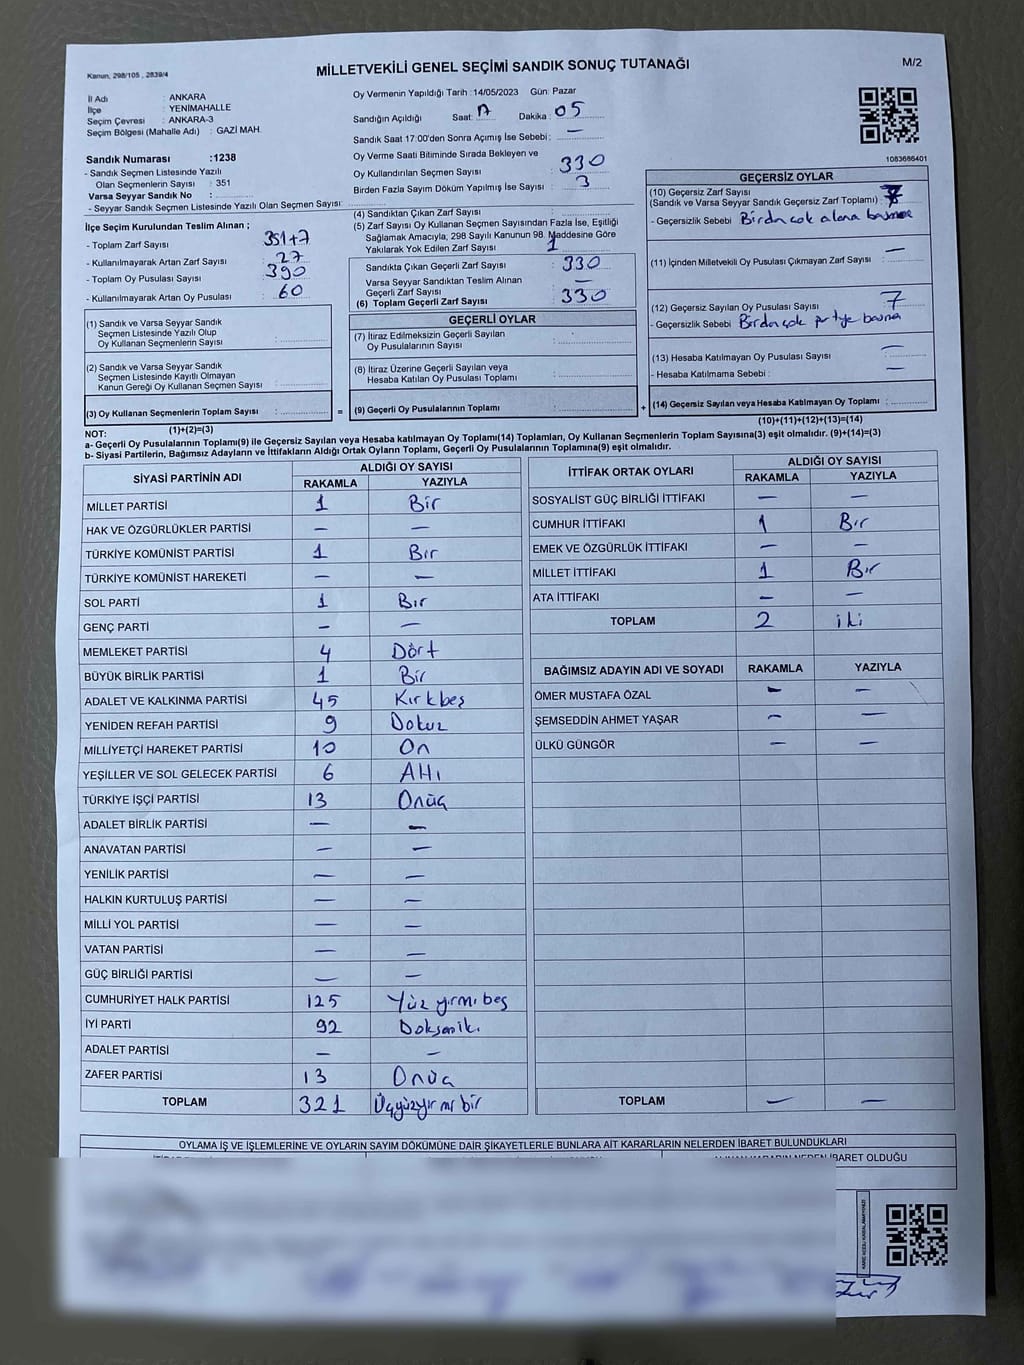 Kanun, 298/105 , 2839/4
MİLLETVEKİLİ GENEL SEÇİMİ SANDIK SONUÇ TUTANAĞI
M/2
İl Adı : ANKARA
İlçe : YENİMAHALLE
Seçim Çevresi : ANKARA-3
Seçim Bölgesi (Mahalle Adı) : GAZİ MAH.
Sandık Numarası :1238
- Sandık Seçmen Listesinde Yazılı
Olan Seçmenlerin Sayısı : 351
Varsa Seyyar Sandık No :
- Seyyar Sandık Seçmen Listesinde Yazılı Olan Seçmen Sayısı:
İlçe Seçim Kurulundan Teslim Alınan ;
- Toplam Zarf Sayısı : 351+7
- Kullanılmayarak Artan Zarf Sayısı : 27
- Toplam Oy Pusulası Sayısı : 390
- Kullanılmayarak Artan Oy Pusulası : 60
Oy Vermenin Yapıldığı Tarih :14/05/2023 Gün: Pazar
Sandığın Açıldığı Saat: 17 Dakika : 05
Sandık Saat 17:00'den Sonra Açımış İse Sebebi : —
Oy Verme Saati Bitiminde Sırada Bekleyen ve
Oy Kullandırılan Seçmen Sayısı : 330
Birden Fazla Sayım Döküm Yapılmış İse Sayısı : 3
(4) Sandıktan Çıkan Zarf Sayısı :
(5) Zarf Sayısı Oy Kullanan Seçmen Sayısından Fazla İse, Eşitliği
Sağlamak Amacıyla, 298 Sayılı Kanunun 98. Maddesine Göre
Yakılarak Yok Edilen Zarf Sayısı : 1
Sandıkta Çıkan Geçerli Zarf Sayısı : 330
Varsa Seyyar Sandıktan Teslim Alınan
Geçerli Zarf Sayısı : —
(6) Toplam Geçerli Zarf Sayısı : 330
1083686401
GEÇERSİZ OYLAR
(10) Geçersiz Zarf Sayısı
(Sandık ve Varsa Seyyar Sandık Geçersiz Zarf Toplamı) :
- Geçersizlik Sebebi Birden çok alana basması
(11) İçinden Milletvekili Oy Pusulası Çıkmayan Zarf Sayısı : —
(12) Geçersiz Sayılan Oy Pusulası Sayısı : 7
- Geçersizlik Sebebi Birden çok partiye basma
(13) Hesaba Katılmayan Oy Pusulası Sayısı : —
- Hesaba Katılmama Sebebi : —
(14) Geçersiz Sayılan veya Hesaba Katılmayan Oy Toplamı :
(10)+(11)+(12)+(13)=(14)
(1) Sandık ve Varsa Seyyar Sandık
Seçmen Listesinde Yazılı Olup
Oy Kullanan Seçmenlerin Sayısı :
(2) Sandık ve Varsa Seyyar Sandık
Seçmen Listesinde Kayıtlı Olmayan
Kanun Gereği Oy Kullanan Seçmen Sayısı :
(3) Oy Kullanan Seçmenlerin Toplam Sayısı : =
(1)+(2)=(3)
GEÇERLİ OYLAR
(7) İtiraz Edilmeksizin Geçerli Sayılan
Oy Pusulalarının Sayısı :
(8) İtiraz Üzerine Geçerli Sayılan veya
Hesaba Katılan Oy Pusulası Toplamı :
(9) Geçerli Oy Pusulalarının Toplamı : +
NOT:
a- Geçerli Oy Pusulalarının Toplamı(9) ile Geçersiz Sayılan veya Hesaba katılmayan Oy Toplamı(14) Toplamları, Oy Kullanan Seçmenlerin Toplam Sayısına(3) eşit olmalıdır. (9)+(14)=(3)
b- Siyasi Partilerin, Bağımsız Adayların ve İttifakların Aldığı Ortak Oyların Toplamı, Geçerli Oy Pusulalarının Toplamına(9) eşit olmalıdır.
SİYASİ PARTİNİN ADI ALDIĞI OY SAYISI
RAKAMLA YAZIYLA
MİLLET PARTİSİ 1 Bir
HAK VE ÖZGÜRLÜKLER PARTİSİ — —
TÜRKİYE KOMÜNİST PARTİSİ 1 Bir
TÜRKİYE KOMÜNİST HAREKETİ — —
SOL PARTİ 1 Bir
GENÇ PARTİ — —
MEMLEKET PARTİSİ 4 Dört
BÜYÜK BİRLİK PARTİSİ 1 Bir
ADALET VE KALKINMA PARTİSİ 45 Kırkbeş
YENİDEN REFAH PARTİSİ 9 Dokuz
MİLLİYETÇİ HAREKET PARTİSİ 10 On
YEŞİLLER VE SOL GELECEK PARTİSİ 6 Altı
TÜRKİYE İŞÇİ PARTİSİ 13 Onüç
ADALET BİRLİK PARTİSİ — —
ANAVATAN PARTİSİ — —
YENİLİK PARTİSİ — —
HALKIN KURTULUŞ PARTİSİ — —
MİLLİ YOL PARTİSİ — —
VATAN PARTİSİ — —
GÜÇ BİRLİĞİ PARTİSİ — —
CUMHURİYET HALK PARTİSİ 125 Yüz yirmi beş
İYİ PARTİ 92 Doksaniki
ADALET PARTİSİ — —
ZAFER PARTİSİ 13 Onüç
TOPLAM 321 Üçyüzyirmi bir
İTTİFAK ORTAK OYLARI ALDIĞI OY SAYISI
RAKAMLA YAZIYLA
SOSYALİST GÜÇ BİRLİĞİ İTTİFAKI — —
CUMHUR İTTİFAKI 1 Bir
EMEK VE ÖZGÜRLÜK İTTİFAKI — —
MİLLET İTTİFAKI 1 Bir
ATA İTTİFAKI — —
TOPLAM 2 iki
BAĞIMSIZ ADAYIN ADI VE SOYADI RAKAMLA YAZIYLA
ÖMER MUSTAFA ÖZAL — —
ŞEMSEDDİN AHMET YAŞAR — —
ÜLKÜ GÜNGÖR — —
TOPLAM — —
OYLAMA İŞ VE İŞLEMLERİNE VE OYLARIN SAYIM DÖKÜMÜNE DAİR ŞİKAYETLERLE BUNLARA AİT KARARLARIN NELERDEN İBARET BULUNDUKLARI
ALINAN KARARIN NEDEN İBARET OLDUĞU